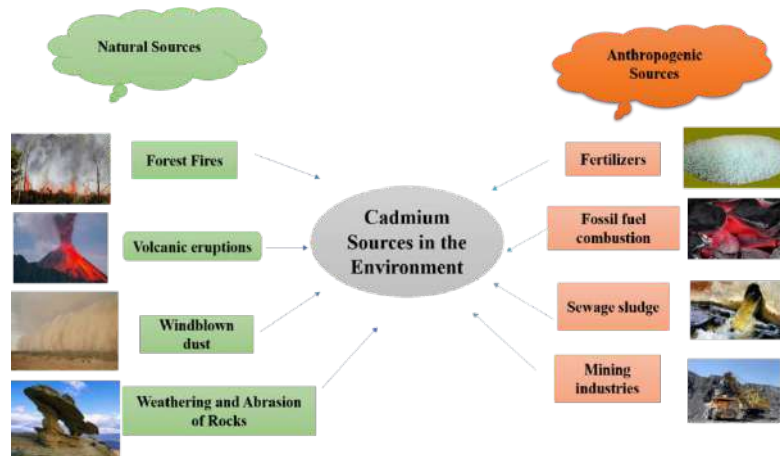 Natural Sources
Anthropogenic
Sources
Forest Fires
Volcanic eruptions
Windblown
dust
Weathering and Abrasion
of Rocks
Cadmium
Sources in the
Environment
Fertilizers
Fossil fuel
combustion
Sewage sludge
Mining
industries